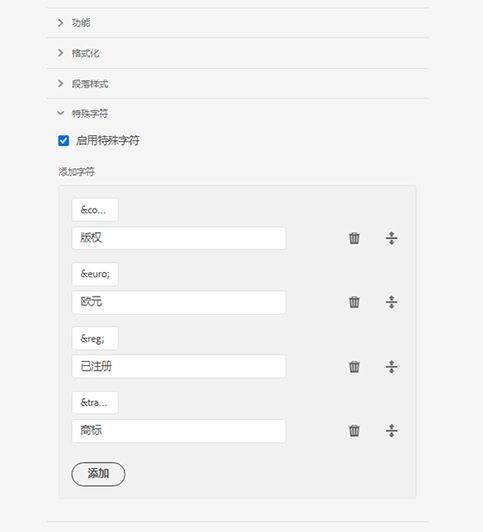 功能
格式化
段落样式
特殊字符
启用特殊字符
添加字符
&co...
版权
&euro;
欧元
&reg;
已注册
&tra...
商标
添加